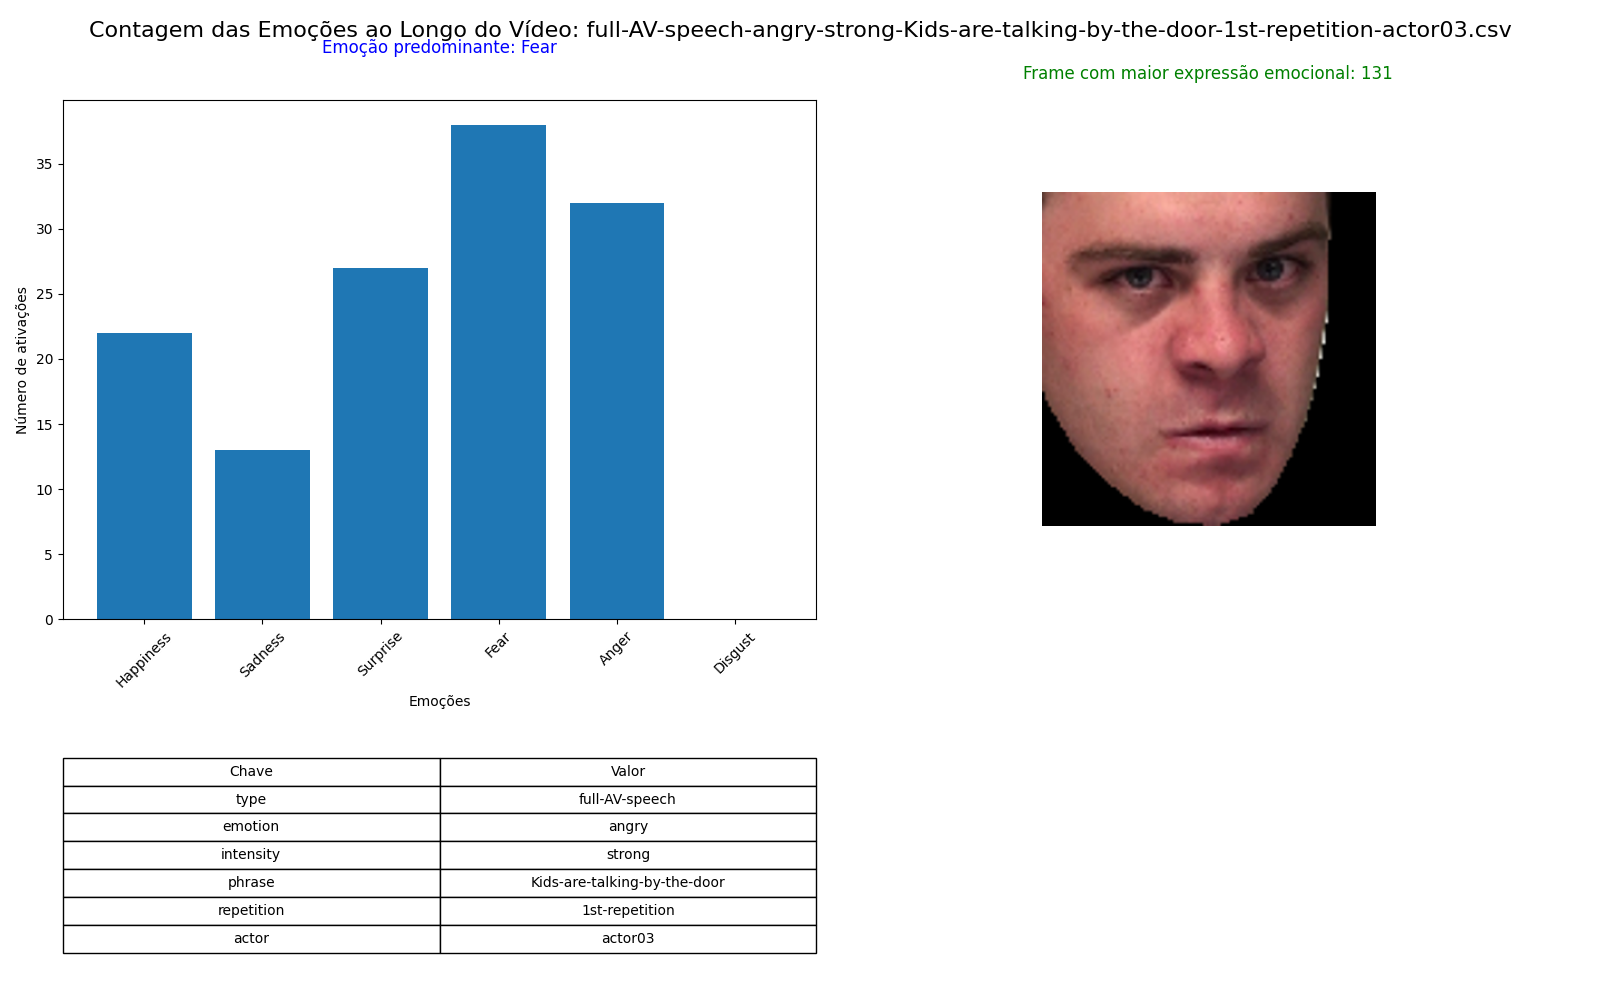 Contagem das Emoções ao Longo do Vídeo: full-AV-speech-angry-strong-Kids-are-talking-by-the-door-1st-repetition-actor03.csv
Emoção predominante: Fear
Frame com maior expressão emocional: 131
Número de ativações
35
30
25
20
15
10
5
0
Happiness
Sadness
Surprise
Fear
Anger
Disgust
Emoções
Chave Valor
type full-AV-speech
emotion angry
intensity strong
phrase Kids-are-talking-by-the-door
repetition 1st-repetition
actor actor03